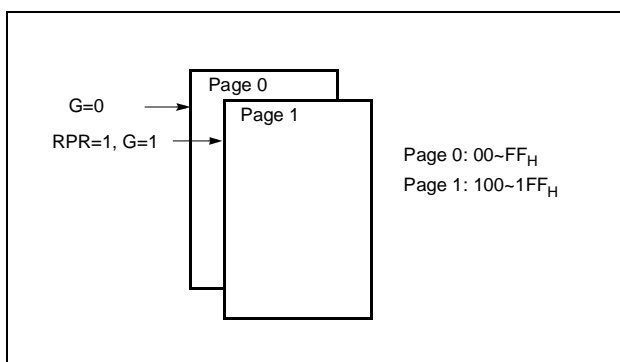 Page 0
G=0
Page 1
RPR=1, G=1
Page 0: 00~FFH
Page 1: 100~1FFH